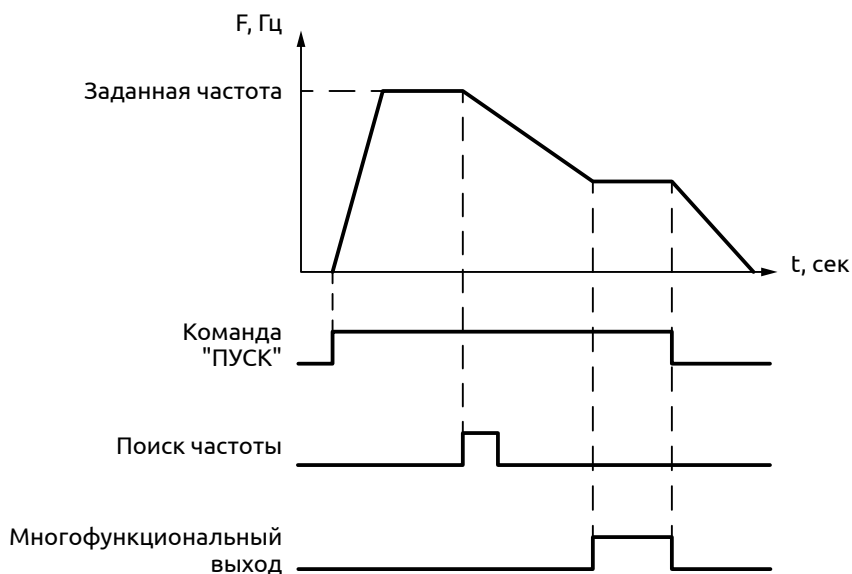 F, Гц
Заданная частота
t, сек
Команда
"ПУСК"
Поиск частоты
Многофункциональный
выход